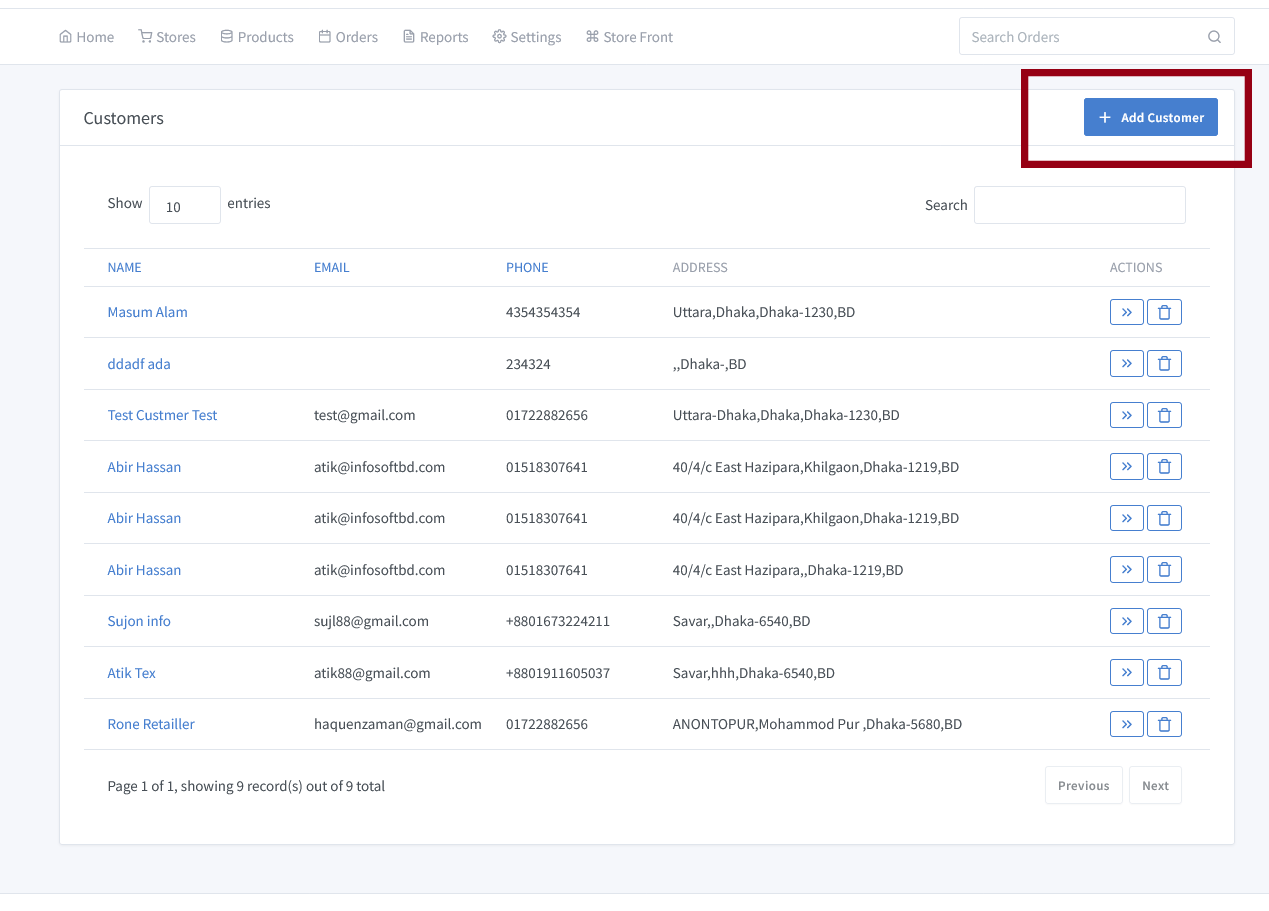 Home Stores Products Orders Reports Settings Store Front Search Orders
Customers + Add Customer
Show 10 entries Search
NAME EMAIL PHONE ADDRESS ACTIONS
Masum Alam 4354354354 Uttara,Dhaka,Dhaka-1230,BD
ddadf ada 234324 ,,Dhaka-,BD
Test Custmer Test test@gmail.com 01722882656 Uttara-Dhaka,Dhaka,Dhaka-1230,BD
Abir Hassan atik@infosoftbd.com 01518307641 40/4/c East Hazipara,Khilgaon,Dhaka-1219,BD
Abir Hassan atik@infosoftbd.com 01518307641 40/4/c East Hazipara,Khilgaon,Dhaka-1219,BD
Abir Hassan atik@infosoftbd.com 01518307641 40/4/c East Hazipara,,Dhaka-1219,BD
Sujon info sujl88@gmail.com +8801673224211 Savar,,Dhaka-6540,BD
Atik Tex atik88@gmail.com +8801911605037 Savar,hhh,Dhaka-6540,BD
Rone Retailler haquenzaman@gmail.com 01722882656 ANONTOPUR,Mohammod Pur ,Dhaka-5680,BD
Page 1 of 1, showing 9 record(s) out of 9 total Previous Next